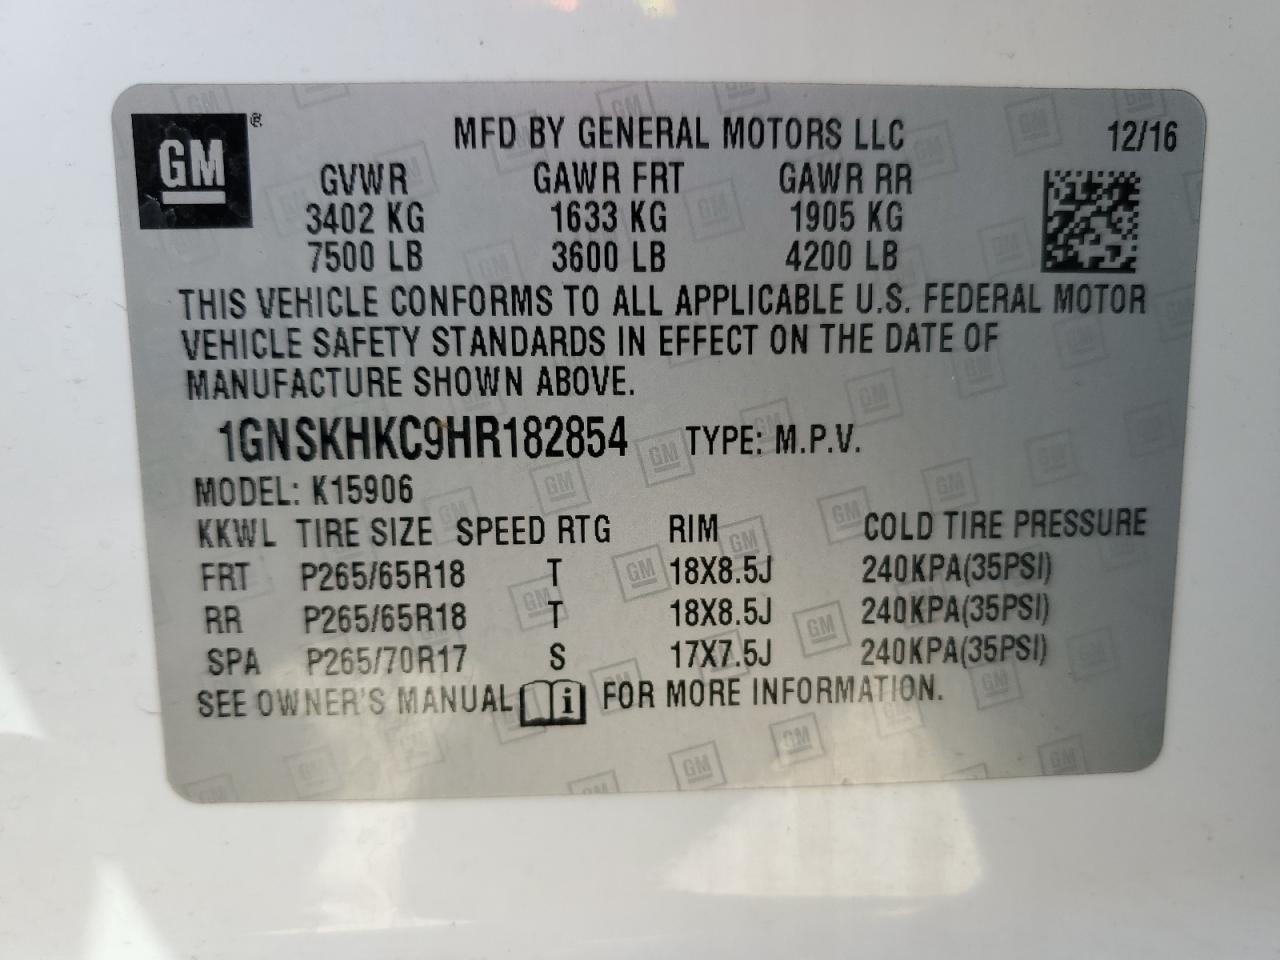 GM ®
MFD BY GENERAL MOTORS LLC 12/16
GVWR GAWR FRT GAWR RR
3402 KG 1633 KG 1905 KG
7500 LB 3600 LB 4200 LB
THIS VEHICLE CONFORMS TO ALL APPLICABLE U.S. FEDERAL MOTOR
VEHICLE SAFETY STANDARDS IN EFFECT ON THE DATE OF
MANUFACTURE SHOWN ABOVE.
1GNSKHKC9HR182854 TYPE: M.P.V.
MODEL: K15906
KKWL TIRE SIZE SPEED RTG RIM COLD TIRE PRESSURE
FRT P265/65R18 T 18X8.5J 240KPA(35PSI)
RR P265/65R18 T 18X8.5J 240KPA(35PSI)
SPA P265/70R17 S 17X7.5J 240KPA(35PSI)
SEE OWNER'S MANUAL i FOR MORE INFORMATION.